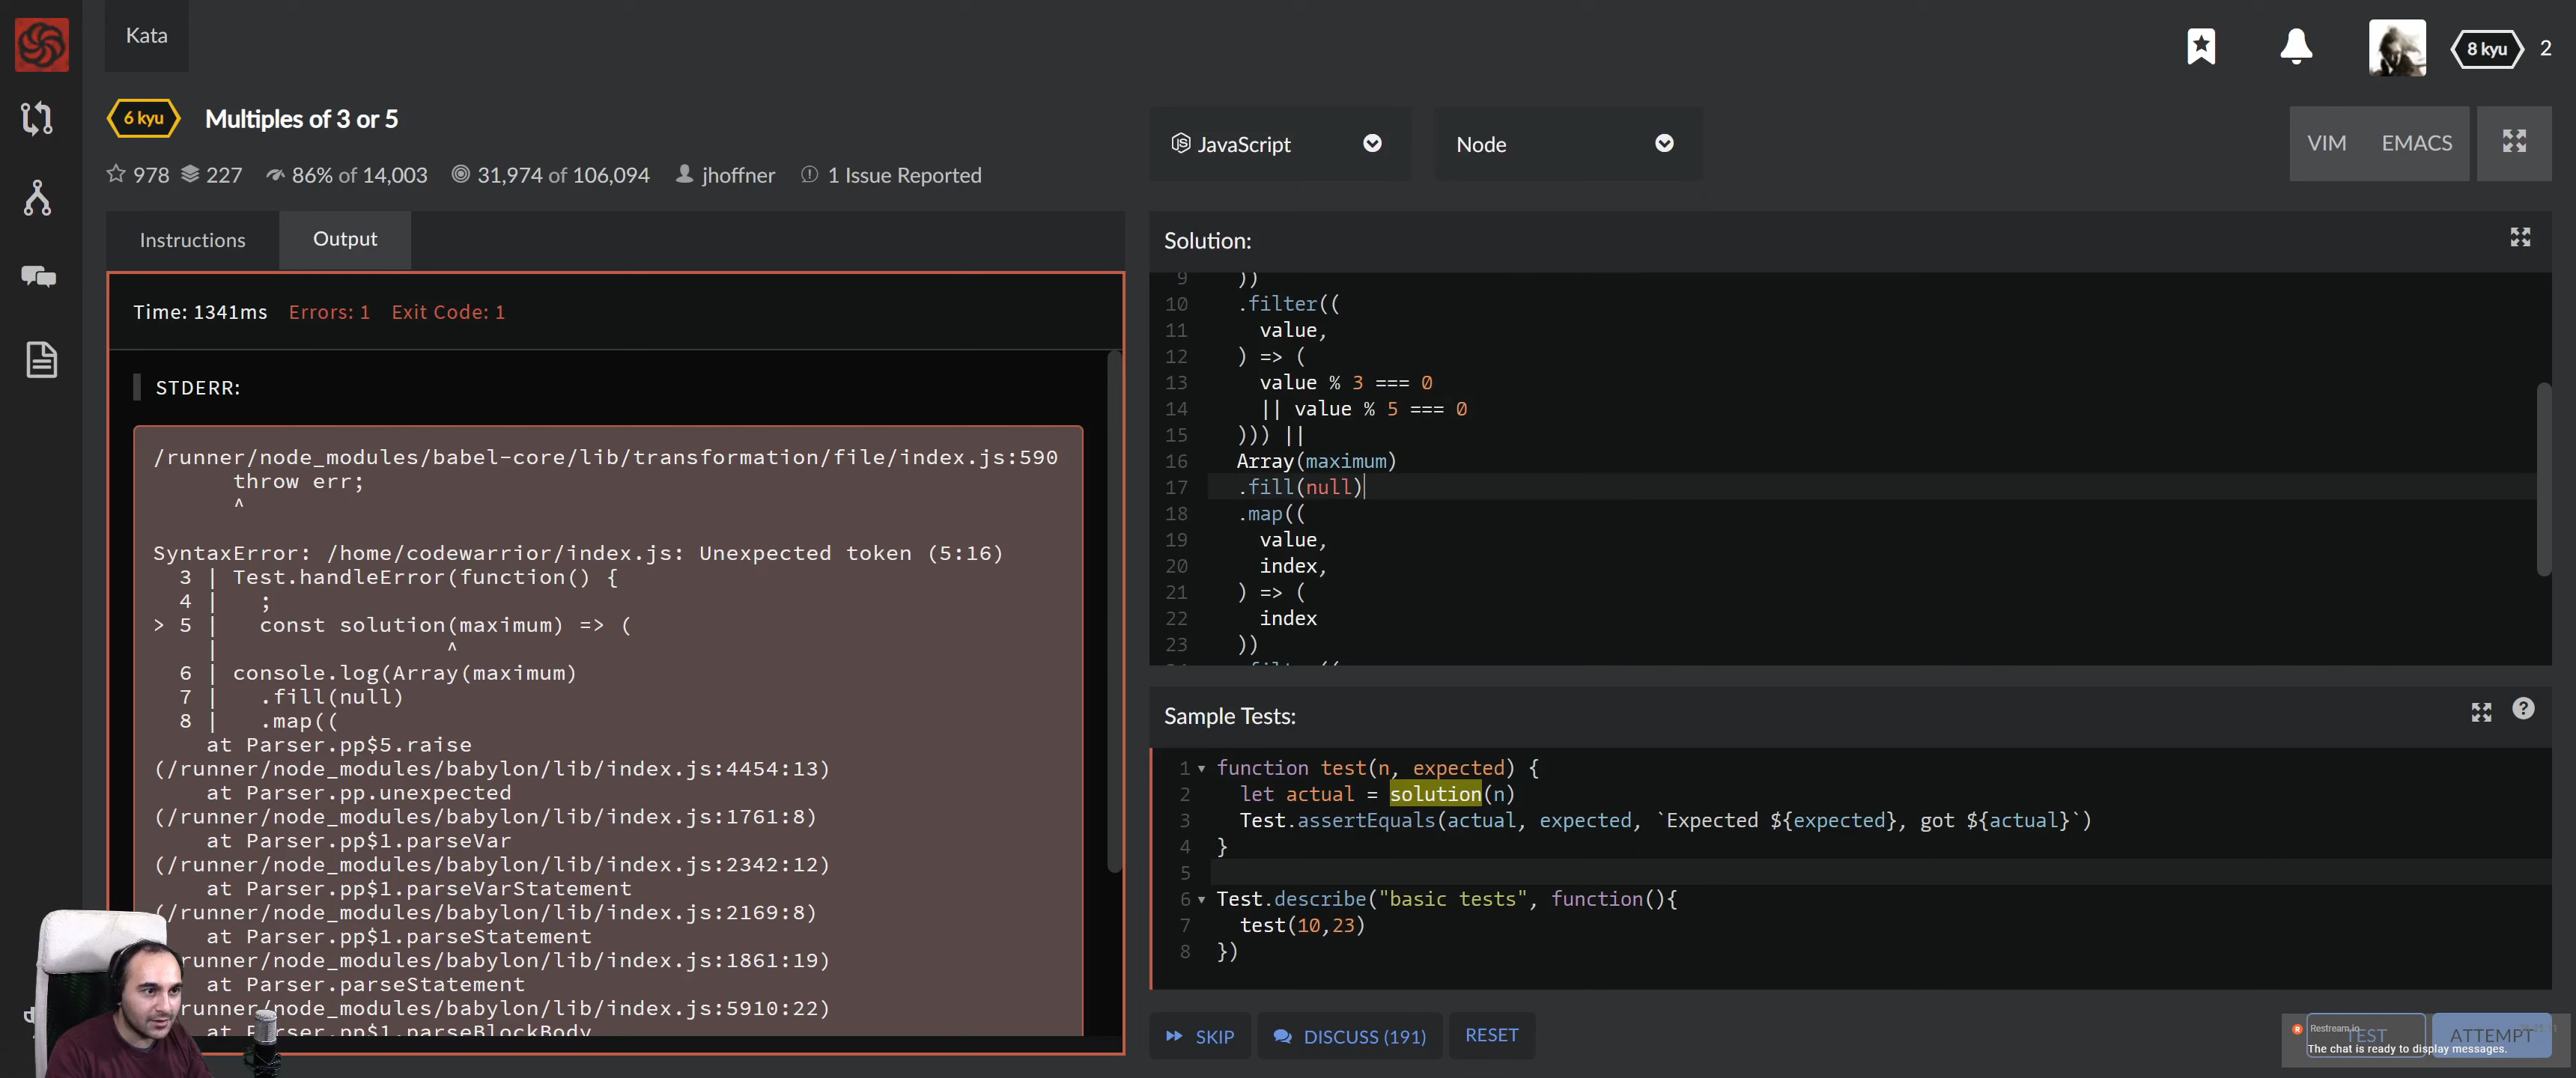 Kata
8 kyu 2
6 kyu Multiples of 3 or 5
978 227 86% of 14,003 31,974 of 106,094 jhoffner 1 Issue Reported
JavaScript
Node
VIM EMACS
Instructions
Output
Time: 1341ms Errors: 1 Exit Code: 1
STDERR:
/runner/node_modules/babel-core/lib/transformation/file/index.js:590
throw err;
^
SyntaxError: /home/codewarrior/index.js: Unexpected token (5:16)
3 | Test.handleError(function() {
4 | ;
> 5 | const solution(maximum) => (
| ^
6 | console.log(Array(maximum)
7 | .fill(null)
8 | .map((
at Parser.pp$5.raise
(/runner/node_modules/babylon/lib/index.js:4454:13)
at Parser.pp.unexpected
(/runner/node_modules/babylon/lib/index.js:1761:8)
at Parser.pp$1.parseVar
(/runner/node_modules/babylon/lib/index.js:2342:12)
at Parser.pp$1.parseVarStatement
(/runner/node_modules/babylon/lib/index.js:2169:8)
at Parser.pp$1.parseStatement
runner/node_modules/babylon/lib/index.js:1861:19)
at Parser.parseStatement
runner/node_modules/babylon/lib/index.js:5910:22)
at Parser.pp$1.parseBlockBody
Solution:
9 ))
10 .filter((
11 value,
12 ) => (
13 value % 3 === 0
14 || value % 5 === 0
15 ))) ||
16 Array(maximum)
17 .fill(null)
18 .map((
19 value,
20 index,
21 ) => (
22 index
23 ))
Sample Tests:
1 function test(n, expected) {
2 let actual = solution(n)
3 Test.assertEquals(actual, expected, `Expected ${expected}, got ${actual}`)
4 }
5
6 Test.describe("basic tests", function(){
7 test(10,23)
8 })
SKIP
DISCUSS (191)
RESET
TEST
ATTEMPT
Restream.io
The chat is ready to display messages.